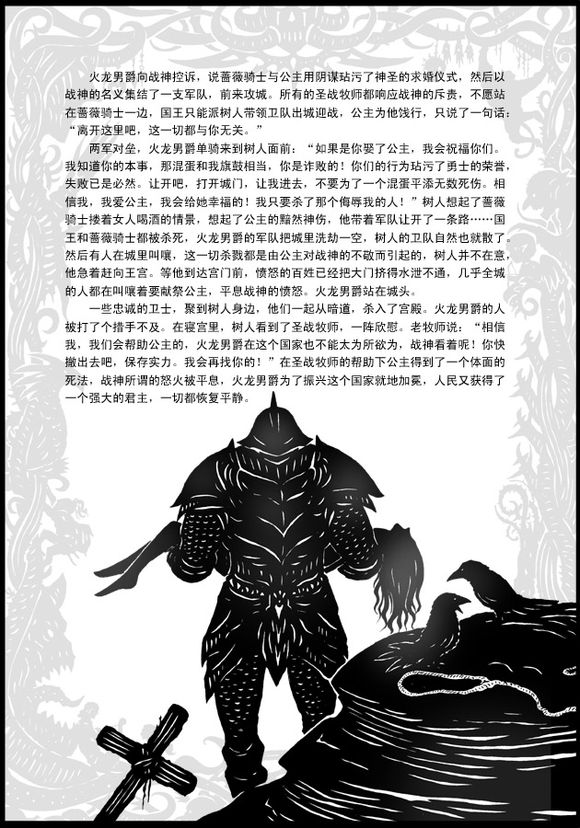 火龙男爵向战神控诉，说蔷薇骑士与公主用阴谋玷污了神圣的求婚仪式，然后以
战神的名义集结了一支军队，前来攻城。所有的圣战牧师都响应战神的斥责，不愿站
在蔷薇骑士一边，国王只能派树人带领卫队出城迎战，公主为他饯行，只说了一句话：
“离开这里吧，这一切都与你无关。”
两军对垒，火龙男爵单骑来到树人面前：“如果是你娶了公主，我会祝福你们。
我知道你的本事，那混蛋和我旗鼓相当，你是诈败的！你们的行为玷污了勇士的荣誉，
失败已是必然。让开吧，打开城门，让我进去，不要为了一个混蛋平添无数死伤。相
信我，我爱公主，我会给她幸福的！我只要杀了那个侮辱我的人！”树人想起了蔷薇
骑士搂着女人喝酒的情景，想起了公主的黯然神伤，他带着军队让开了一条路……国
王和蔷薇骑士都被杀死，火龙男爵的军队把城里洗劫一空，树人的卫队自然也就散了。
然后有人在城里叫嚷，这一切杀戮都是由公主对战神的不敬而引起的，树人并不在意，
他急着赶向王宫。等他到达宫门前，愤怒的百姓已经把大门挤得水泄不通，几乎全城
的人都在叫嚷着要献祭公主，平息战神的愤怒。火龙男爵站在城头。
一些忠诚的卫士，聚到树人身边，他们一起从暗道，杀入了宫殿。火龙男爵的人
被打了个措手不及。在寝宫里，树人看到了圣战牧师，一阵欣慰。老牧师说：“相信
我，我们会帮助公主的，火龙男爵在这个国家也不能太为所欲为，战神看着呢！你快
撤出去吧，保存实力。我会再找你的！”在圣战牧师的帮助下公主得到了一个体面的
死法，战神所谓的怒火被平息，火龙男爵为了振兴这个国家就地加冕，人民又获得了
一个强大的君主，一切都恢复平静。